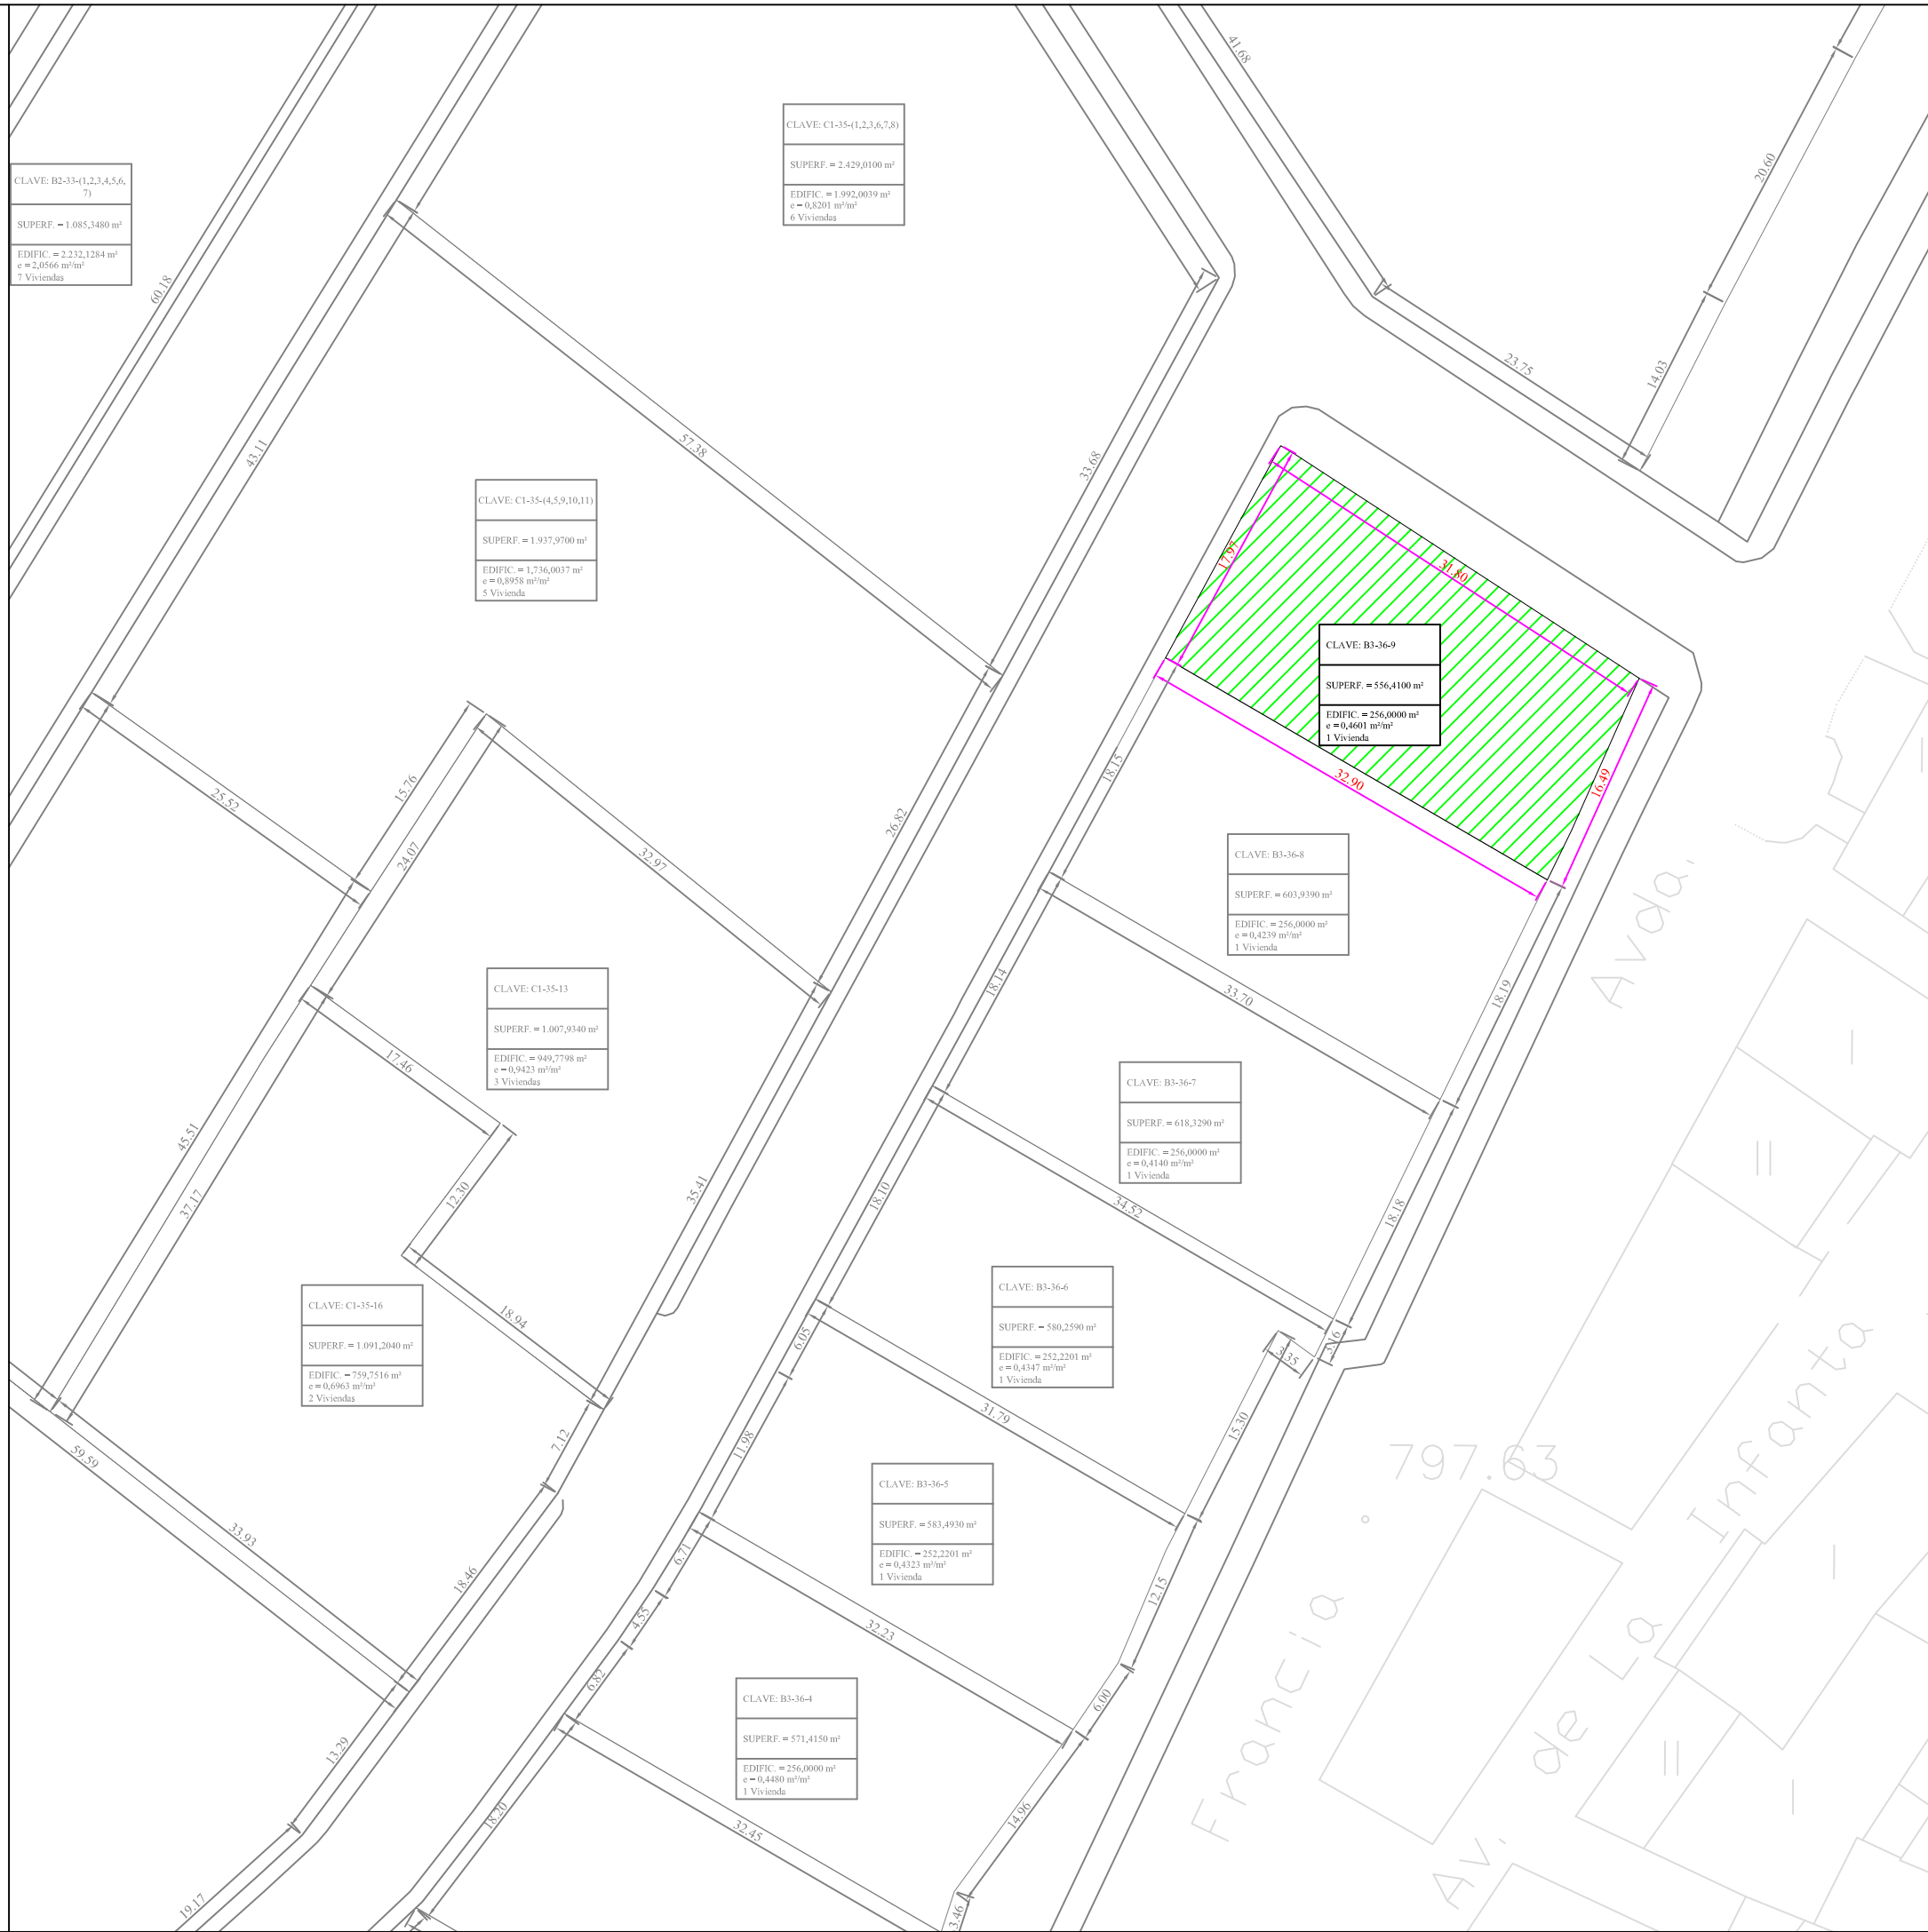 41.68
20.60
CLAVE: C1-35-(1,2,3,6,7,8)
SUPERF. = 2.429,0100 m²
EDIFIC. = 1.992,0039 m²
e = 0,8201 m²/m²
6 Viviendas
CLAVE: B2-33-(1,2,3,4,5,6,
7)
SUPERF. = 1.085,3480 m²
EDIFIC. = 2.232,1284 m²
e = 2,0566 m²/m²
7 Viviendas
60.18
23.75
14.03
43.11
57.38
33.68
CLAVE: C1-35-(4,5,9,10,11)
SUPERF. = 1.937,9700 m²
EDIFIC. = 1,736,0037 m²
e = 0,8958 m²/m²
5 Vivienda
17.97
31.80
CLAVE: B3-36-9
SUPERF. = 556,4100 m²
EDIFIC. = 256,0000 m²
e = 0,4601 m²/m²
1 Vivienda
32.90
16.49
18.15
25.52
15.76
24.07
32.97
26.82
CLAVE: B3-36-8
SUPERF. = 603,9390 m²
EDIFIC. = 256,0000 m²
e = 0,4239 m²/m²
1 Vivienda
Avda.
18.14
33.70
18.19
CLAVE: C1-35-13
SUPERF. = 1.007,9340 m²
EDIFIC. = 949,7798 m²
e = 0,9423 m²/m²
3 Viviendas
17.46
45.51
37.17
12.30
35.41
CLAVE: B3-36-7
SUPERF. = 618,3290 m²
EDIFIC. = 256,0000 m²
e = 0,4140 m²/m²
1 Vivienda
I
II
18.10
34.52
18.18
CLAVE: C1-35-16
SUPERF. = 1.091,2040 m²
EDIFIC. = 759,7516 m²
e = 0,6963 m²/m²
2 Viviendas
18.94
CLAVE: B3-36-6
SUPERF. = 580,2590 m²
EDIFIC. = 252,2201 m²
e = 0,4347 m²/m²
1 Vivienda
6.05
3.16
3.35
7.12
11.98
31.79
15.30
59.59
33.93
797.63
CLAVE: B3-36-5
SUPERF. = 583,4930 m²
EDIFIC. = 252,2201 m²
e = 0,4323 m²/m²
1 Vivienda
18.46
6.71
4.55
32.23
12.15
Francia
Av. de La Infanta
I
II
I
6.82
6.00
CLAVE: B3-36-4
SUPERF. = 571,4150 m²
EDIFIC. = 256,0000 m²
e = 0,4480 m²/m²
1 Vivienda
13.29
18.20
32.45
14.96
19.17
3.46